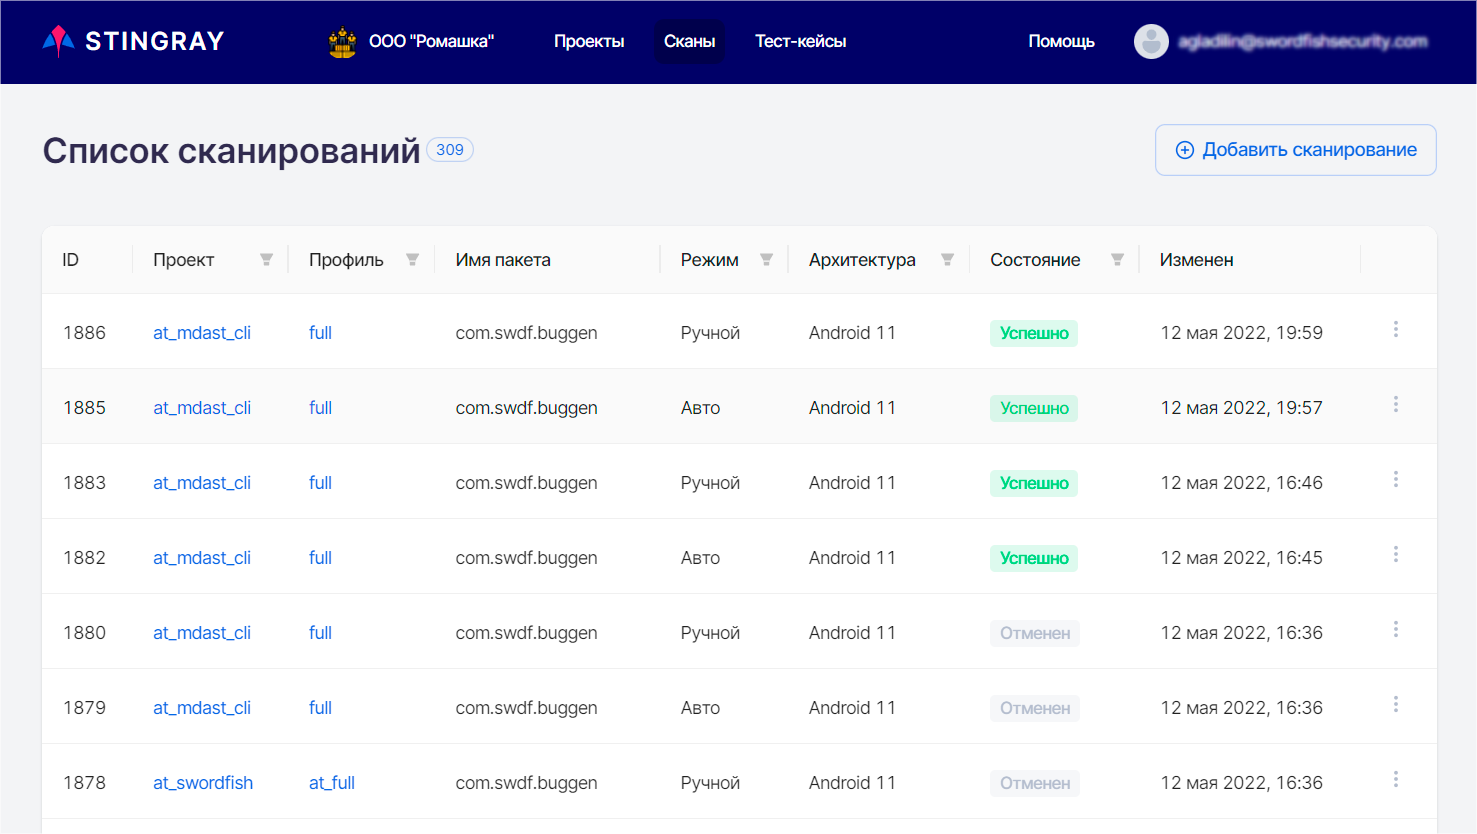 STINGRAY ООО "Ромашка" Проекты Сканы Тест-кейсы Помощь agladilin@swordfishsecurity.com
Список сканирований 309 Добавить сканирование
ID Проект Профиль Имя пакета Режим Архитектура Состояние Изменен
1886 at_mdast_cli full com.swdf.buggen Ручной Android 11 Успешно 12 мая 2022, 19:59
1885 at_mdast_cli full com.swdf.buggen Авто Android 11 Успешно 12 мая 2022, 19:57
1883 at_mdast_cli full com.swdf.buggen Ручной Android 11 Успешно 12 мая 2022, 16:46
1882 at_mdast_cli full com.swdf.buggen Авто Android 11 Успешно 12 мая 2022, 16:45
1880 at_mdast_cli full com.swdf.buggen Ручной Android 11 Отменен 12 мая 2022, 16:36
1879 at_mdast_cli full com.swdf.buggen Авто Android 11 Отменен 12 мая 2022, 16:36
1878 at_swordfish at_full com.swdf.buggen Ручной Android 11 Отменен 12 мая 2022, 16:36